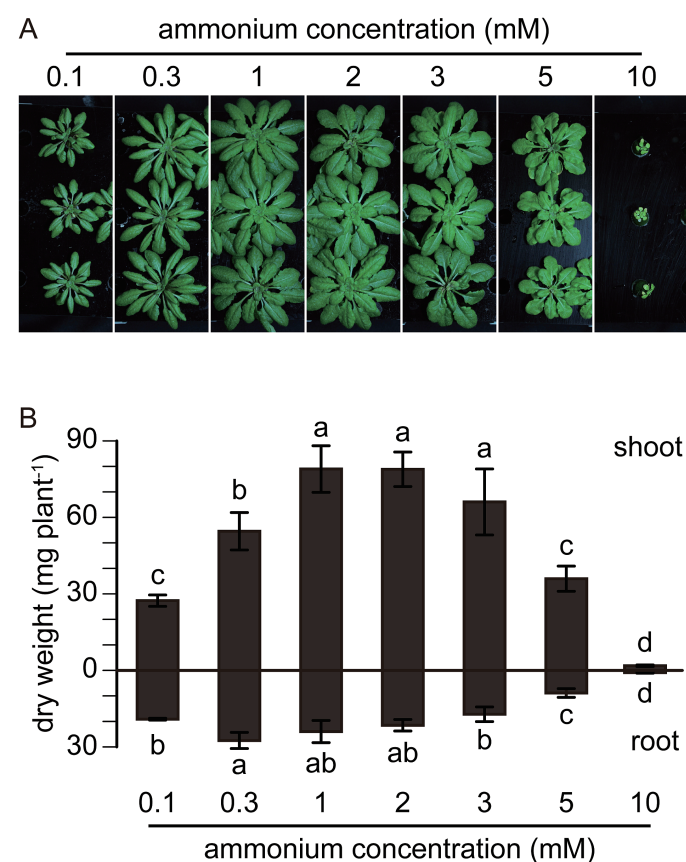 A
ammonium concentration (mM)
0.1 0.3 1 2 3 5 10
B
dry weight (mg plant⁻¹)
90
60
30
0
30
shoot
root
c b a a a c d
b a ab ab b c d
0.1 0.3 1 2 3 5 10
ammonium concentration (mM)